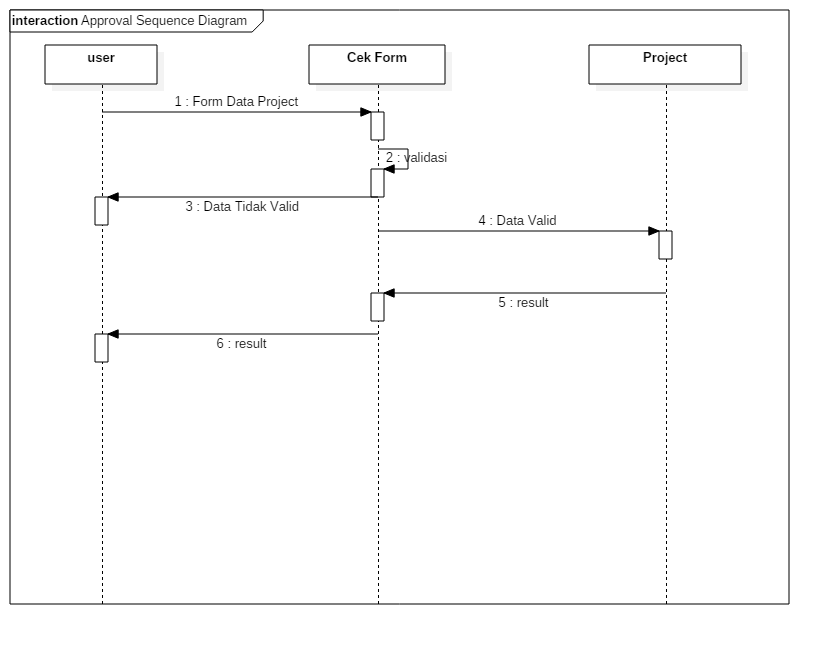 interaction Approval Sequence Diagram
user
Cek Form
Project
1 : Form Data Project
2 : validasi
3 : Data Tidak Valid
4 : Data Valid
5 : result
6 : result